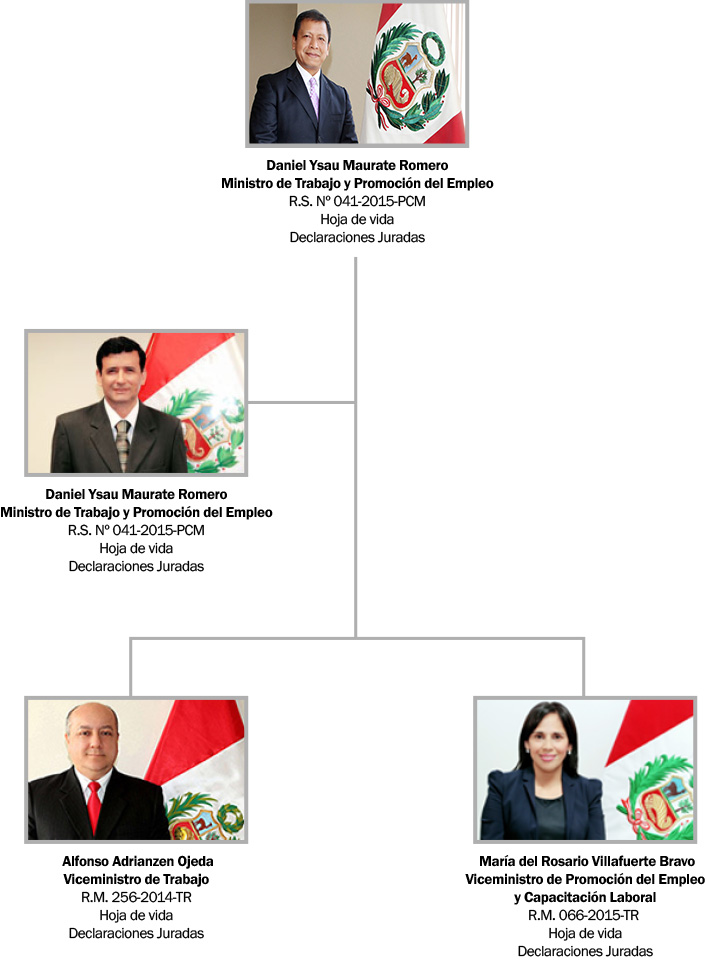 Daniel Ysau Maurate Romero
Ministro de Trabajo y Promoción del Empleo
R.S. Nº 041-2015-PCM
Hoja de vida
Declaraciones Juradas
Daniel Ysau Maurate Romero
Ministro de Trabajo y Promoción del Empleo
R.S. Nº 041-2015-PCM
Hoja de vida
Declaraciones Juradas
Alfonso Adrianzen Ojeda
Viceministro de Trabajo
R.M. 256-2014-TR
Hoja de vida
Declaraciones Juradas
María del Rosario Villafuerte Bravo
Viceministro de Promoción del Empleo
y Capacitación Laboral
R.M. 066-2015-TR
Hoja de vida
Declaraciones Juradas